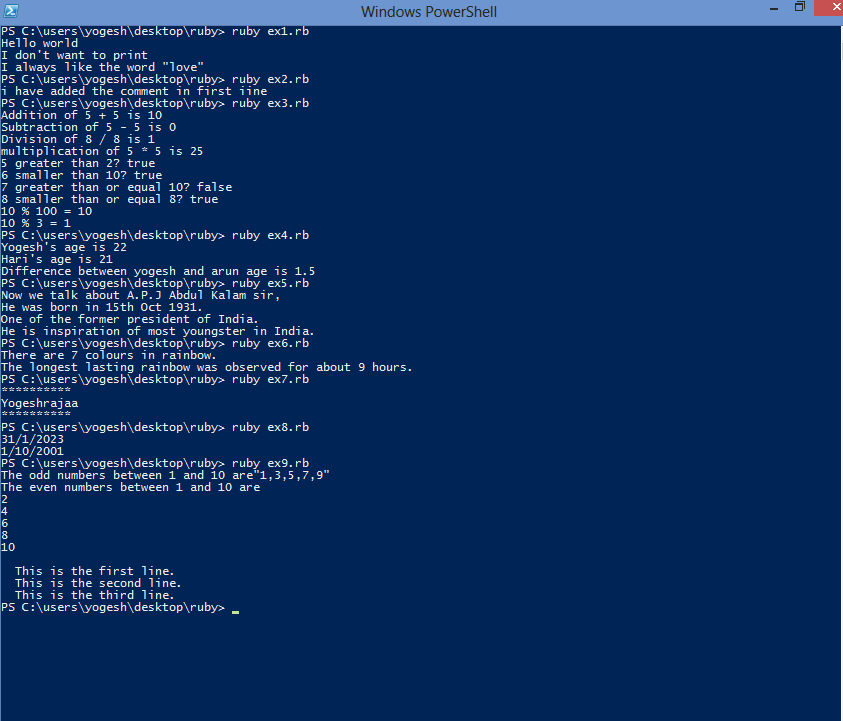 Windows PowerShell
PS C:\users\yogesh\desktop\ruby> ruby ex1.rb
Hello world
I don't want to print
I always like the word "love"
PS C:\users\yogesh\desktop\ruby> ruby ex2.rb
i have added the comment in first iine
PS C:\users\yogesh\desktop\ruby> ruby ex3.rb
Addition of 5 + 5 is 10
Subtraction of 5 - 5 is 0
Division of 8 / 8 is 1
multiplication of 5 * 5 is 25
5 greater than 2? true
6 smaller than 10? true
7 greater than or equal 10? false
8 smaller than or equal 8? true
10 % 100 = 10
10 % 3 = 1
PS C:\users\yogesh\desktop\ruby> ruby ex4.rb
Yogesh's age is 22
Hari's age is 21
Difference between yogesh and arun age is 1.5
PS C:\users\yogesh\desktop\ruby> ruby ex5.rb
Now we talk about A.P.J Abdul Kalam sir,
He was born in 15th Oct 1931.
One of the former president of India.
He is inspiration of most youngster in India.
PS C:\users\yogesh\desktop\ruby> ruby ex6.rb
There are 7 colours in rainbow.
The longest lasting rainbow was observed for about 9 hours.
PS C:\users\yogesh\desktop\ruby> ruby ex7.rb
**********
Yogeshrajaa
**********
PS C:\users\yogesh\desktop\ruby> ruby ex8.rb
31/1/2023
1/10/2001
PS C:\users\yogesh\desktop\ruby> ruby ex9.rb
The odd numbers between 1 and 10 are"1,3,5,7,9"
The even numbers between 1 and 10 are
2
4
6
8
10
This is the first line.
This is the second line.
This is the third line.
PS C:\users\yogesh\desktop\ruby> _